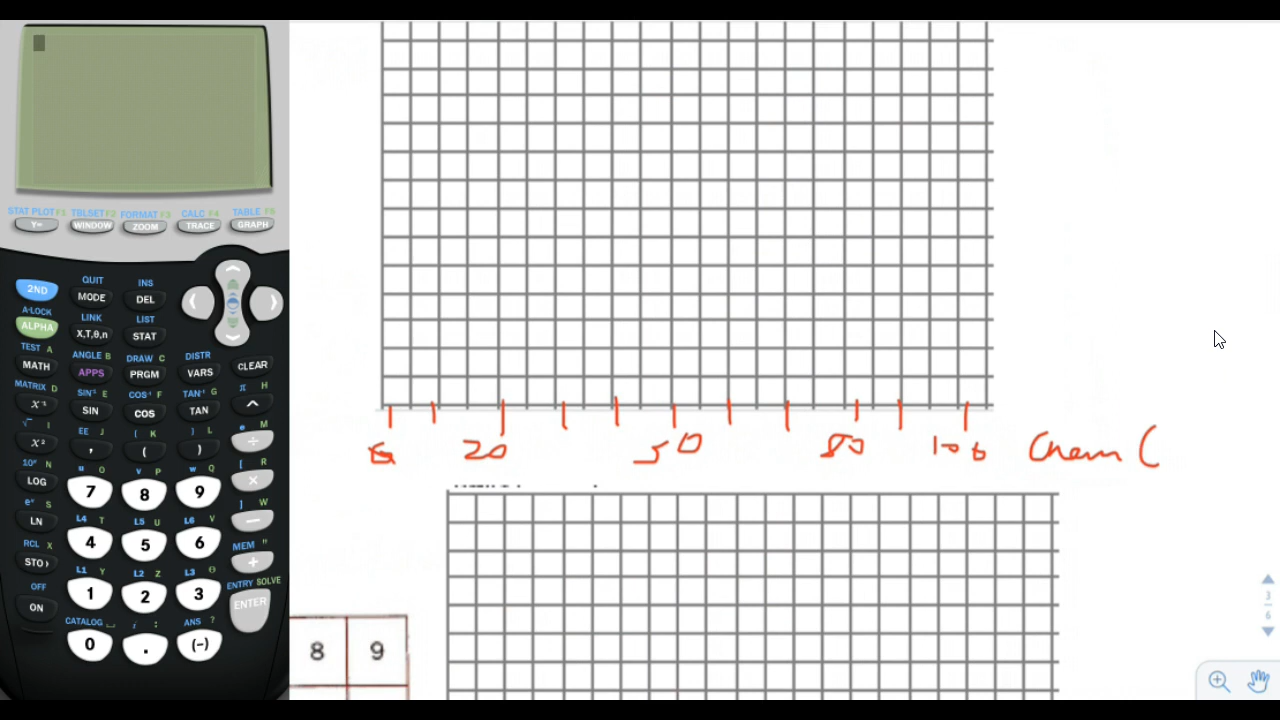 STAT PLOT F1 TBLSET F2 FORMAT F3 CALC F4 TABLE F5
Y= WINDOW ZOOM TRACE GRAPH
QUIT INS
2ND MODE DEL
A-LOCK LINK LIST
ALPHA X,T,θ,n STAT
TEST A ANGLE B DRAW C DISTR
MATH APPS PRGM VARS CLEAR
MATRIX D SIN⁻¹ E COS⁻¹ F TAN⁻¹ G π H
X⁻¹ SIN COS TAN ^
√ I EE J { K } L e M
X² , ( ) ÷
10ˣ N u O v P w Q [ R
LOG 7 8 9 ×
eˣ S L4 T L5 U L6 V ] W
LN 4 5 6 −
RCL X L1 Y L2 Z L3 θ MEM "
STO› 1 2 3 +
OFF CATALOG i : ANS ? ENTRY SOLVE
ON 0 . (−) ENTER
20 50 80 100 Chem (
8 9
3
6